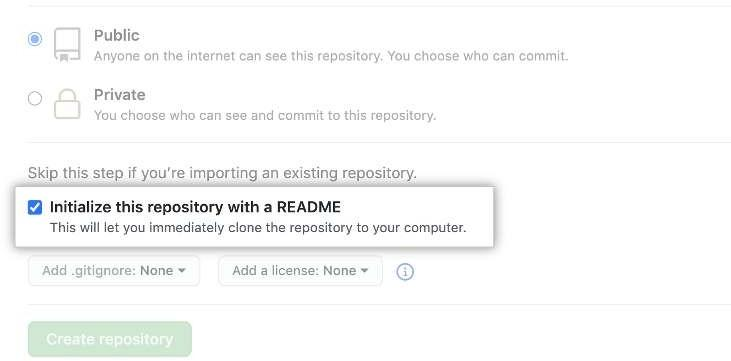 Public
Anyone on the internet can see this repository. You choose who can commit.
Private
You choose who can see and commit to this repository.
Skip this step if you're importing an existing repository.
Initialize this repository with a README
This will let you immediately clone the repository to your computer.
Add .gitignore: None Add a license: None
Create repository